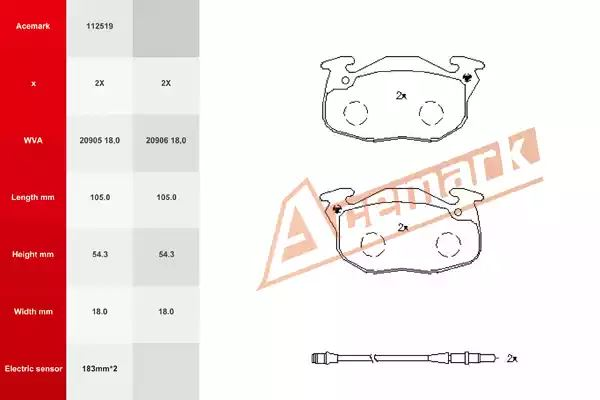 Acemark 112519
x 2X 2X
WVA 20905 18,0 20906 18,0
Length mm 105.0 105.0
Height mm 54.3 54.3
Width mm 18.0 18.0
Electric sensor 183mm*2
2x
2x
2x
Acemark